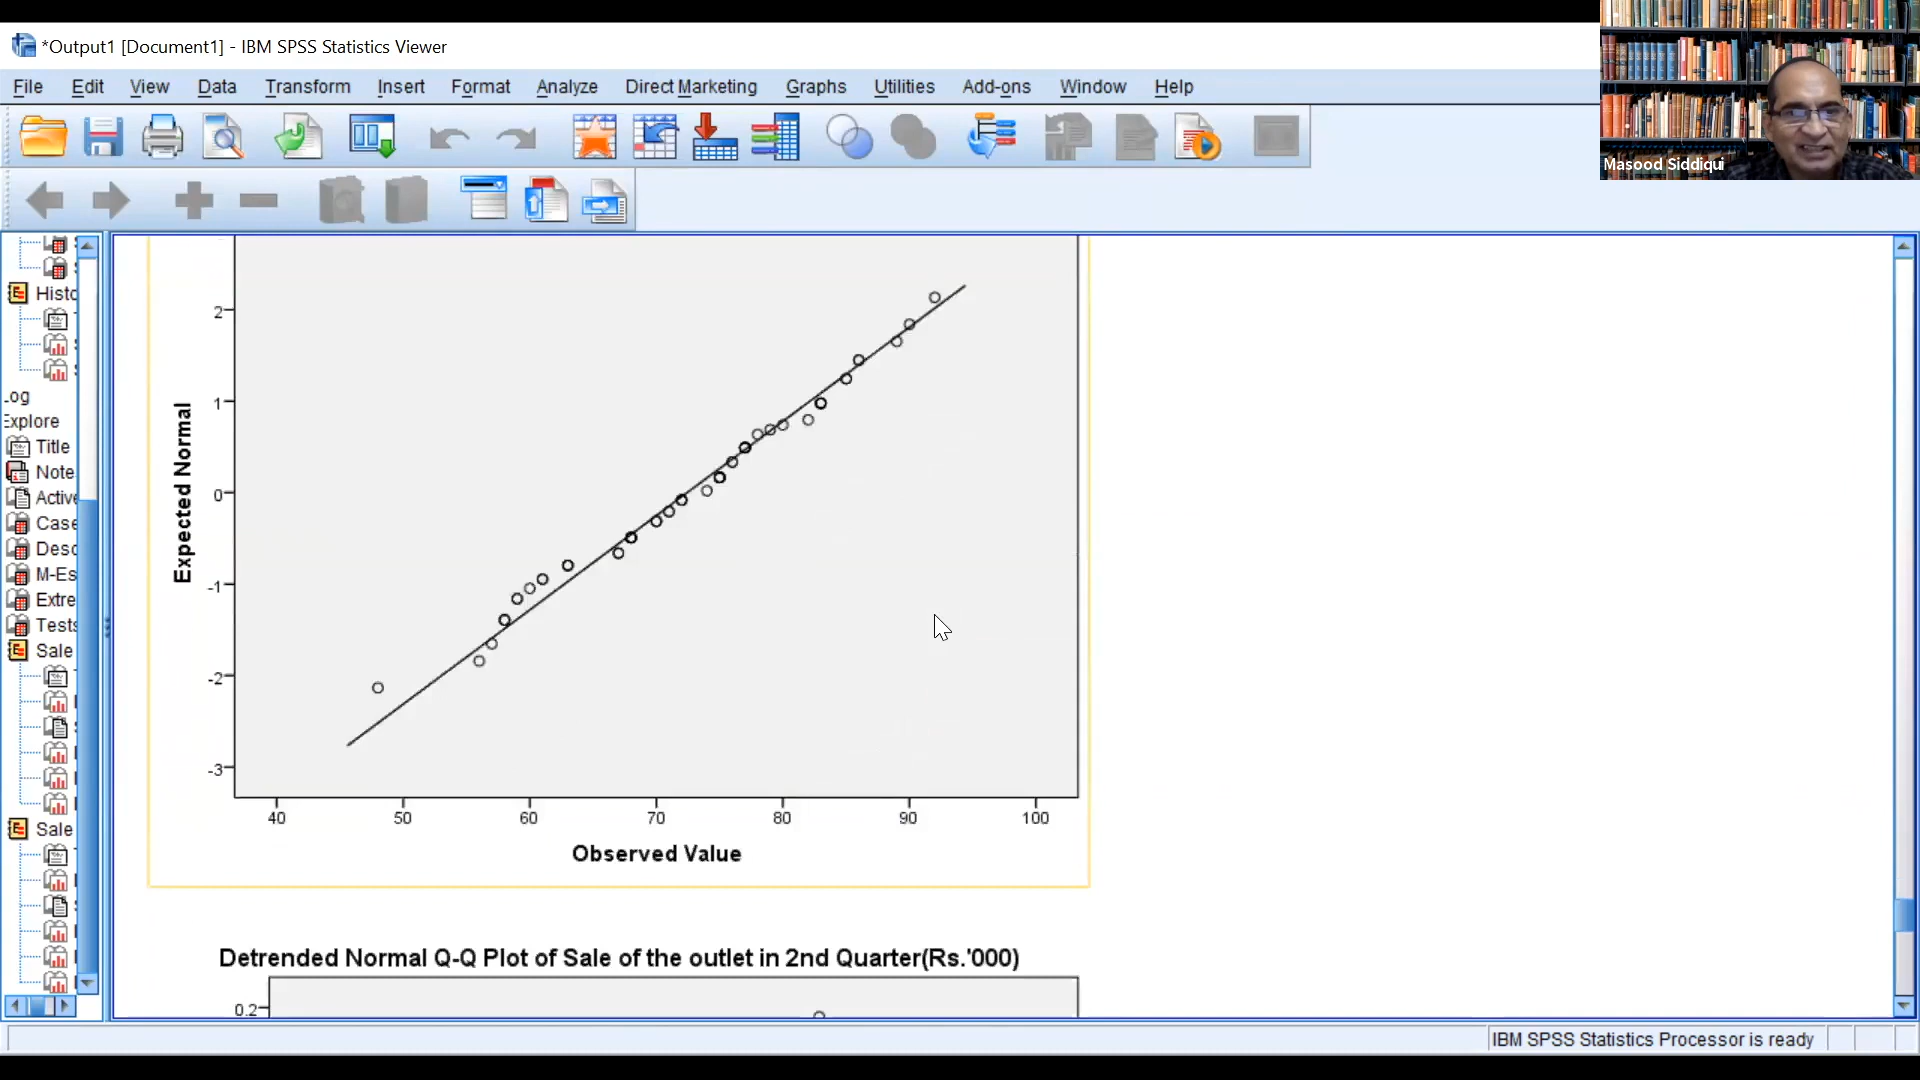 *Output1 [Document1] - IBM SPSS Statistics Viewer
File Edit View Data Transform Insert Format Analyze Direct Marketing Graphs Utilities Add-ons Window Help
Masood Siddiqui
Histo
Log
Explore
Title
Note
Active
Case
Desc
M-Es
Extre
Tests
Sale
Sale
Expected Normal
2
1
0
-1
-2
-3
40 50 60 70 80 90 100
Observed Value
Detrended Normal Q-Q Plot of Sale of the outlet in 2nd Quarter(Rs.'000)
0.2
IBM SPSS Statistics Processor is ready